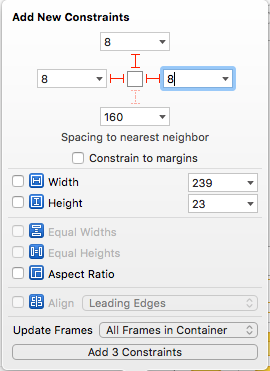 Add New Constraints
8
8 8
160
Spacing to nearest neighbor
Constrain to margins
Width 239
Height 23
Equal Widths
Equal Heights
Aspect Ratio
Align Leading Edges
Update Frames All Frames in Container
Add 3 Constraints